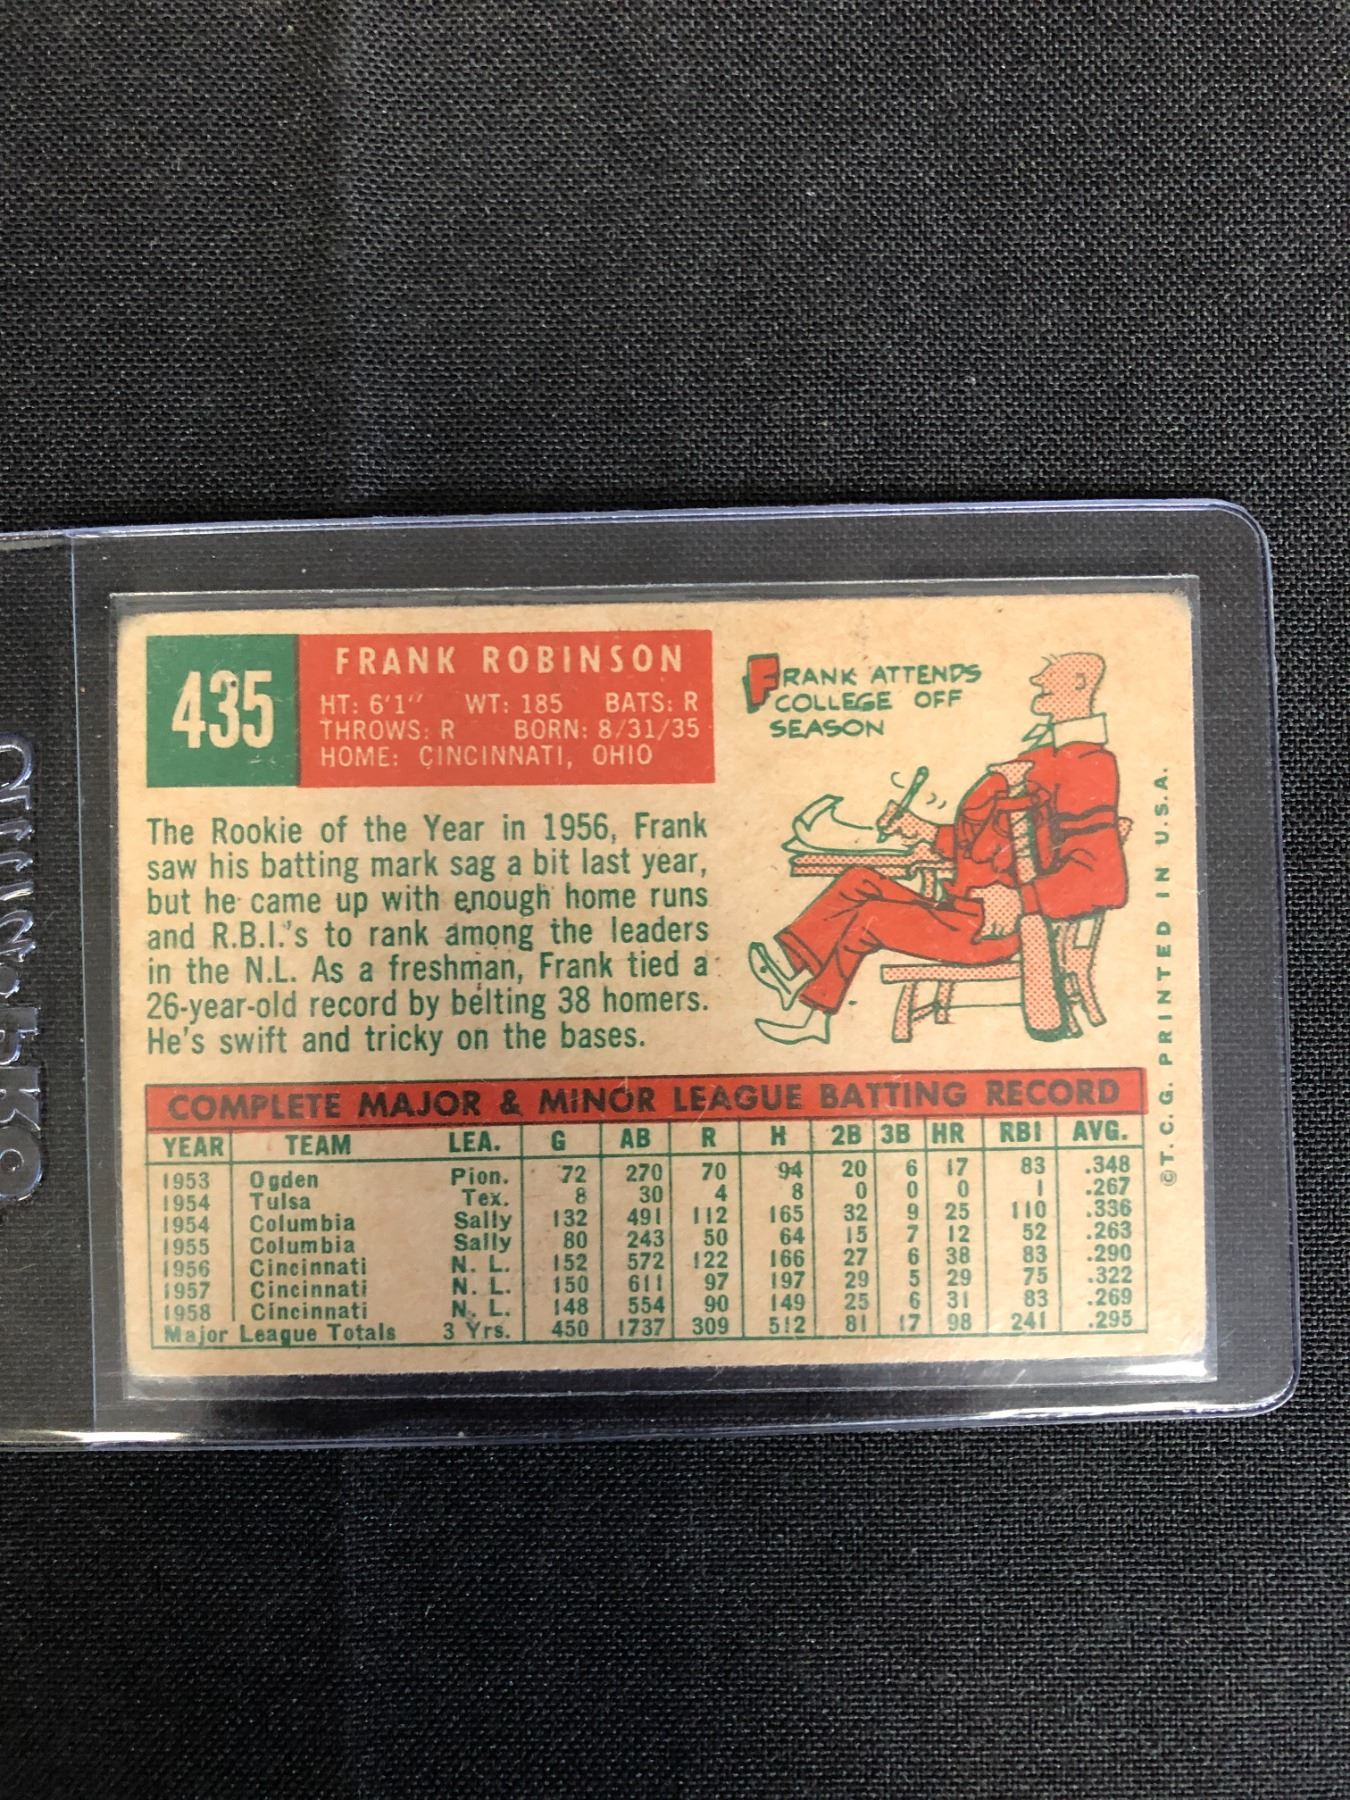 435
FRANK ROBINSON
HT: 6'1" WT: 185 BATS: R
THROWS: R BORN: 8/31/35
HOME: CINCINNATI, OHIO
FRANK ATTENDS
COLLEGE OFF
SEASON
The Rookie of the Year in 1956, Frank
saw his batting mark sag a bit last year,
but he came up with enough home runs
and R.B.I.'s to rank among the leaders
in the N.L. As a freshman, Frank tied a
26-year-old record by belting 38 homers.
He's swift and tricky on the bases.
COMPLETE MAJOR & MINOR LEAGUE BATTING RECORD
YEAR TEAM LEA. G AB R H 2B 3B HR RBI AVG.
1953 Ogden Pion. 72 270 70 94 20 6 17 83 .348
1954 Tulsa Tex. 8 30 4 8 0 0 0 1 .267
1954 Columbia Sally 132 491 112 165 32 9 25 110 .336
1955 Columbia Sally 80 243 50 64 15 7 12 52 .263
1956 Cincinnati N. L. 152 572 122 166 27 6 38 83 .290
1957 Cincinnati N. L. 150 611 97 197 29 5 29 75 .322
1958 Cincinnati N. L. 148 554 90 149 25 6 31 83 .269
Major League Totals 3 Yrs. 450 1737 309 512 81 17 98 241 .295
© T. C. G. PRINTED IN U.S.A.